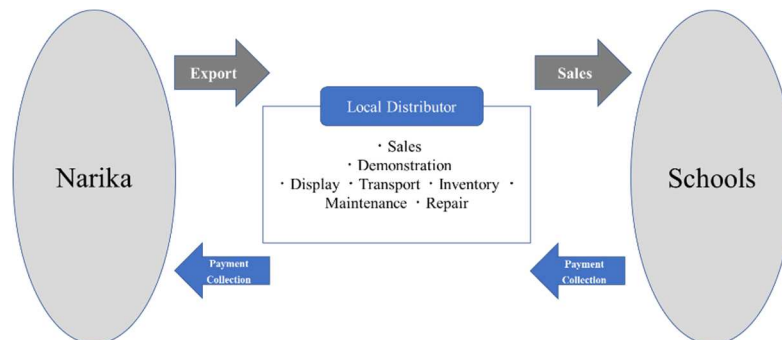 Export
Sales
Local Distributor
・Sales
・Demonstration
・Display ・Transport ・Inventory ・
Maintenance ・Repair
Narika
Schools
Payment
Collection
Payment
Collection